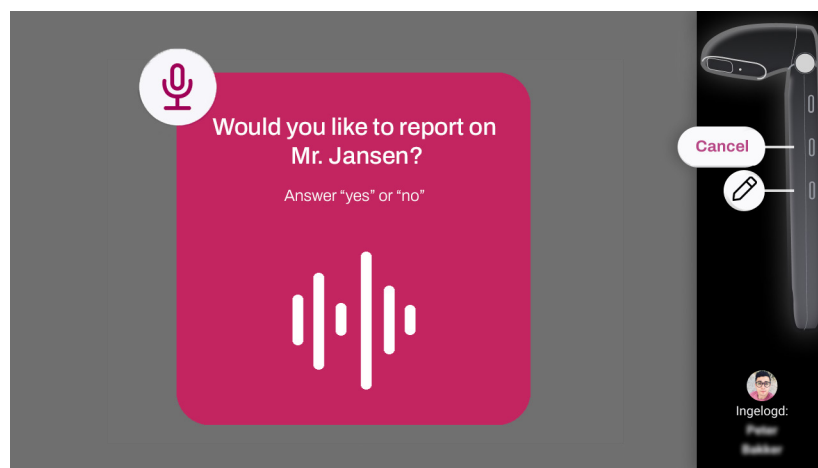 Would you like to report on
Mr. Jansen?
Answer “yes” or “no”
Cancel
Ingelogd: